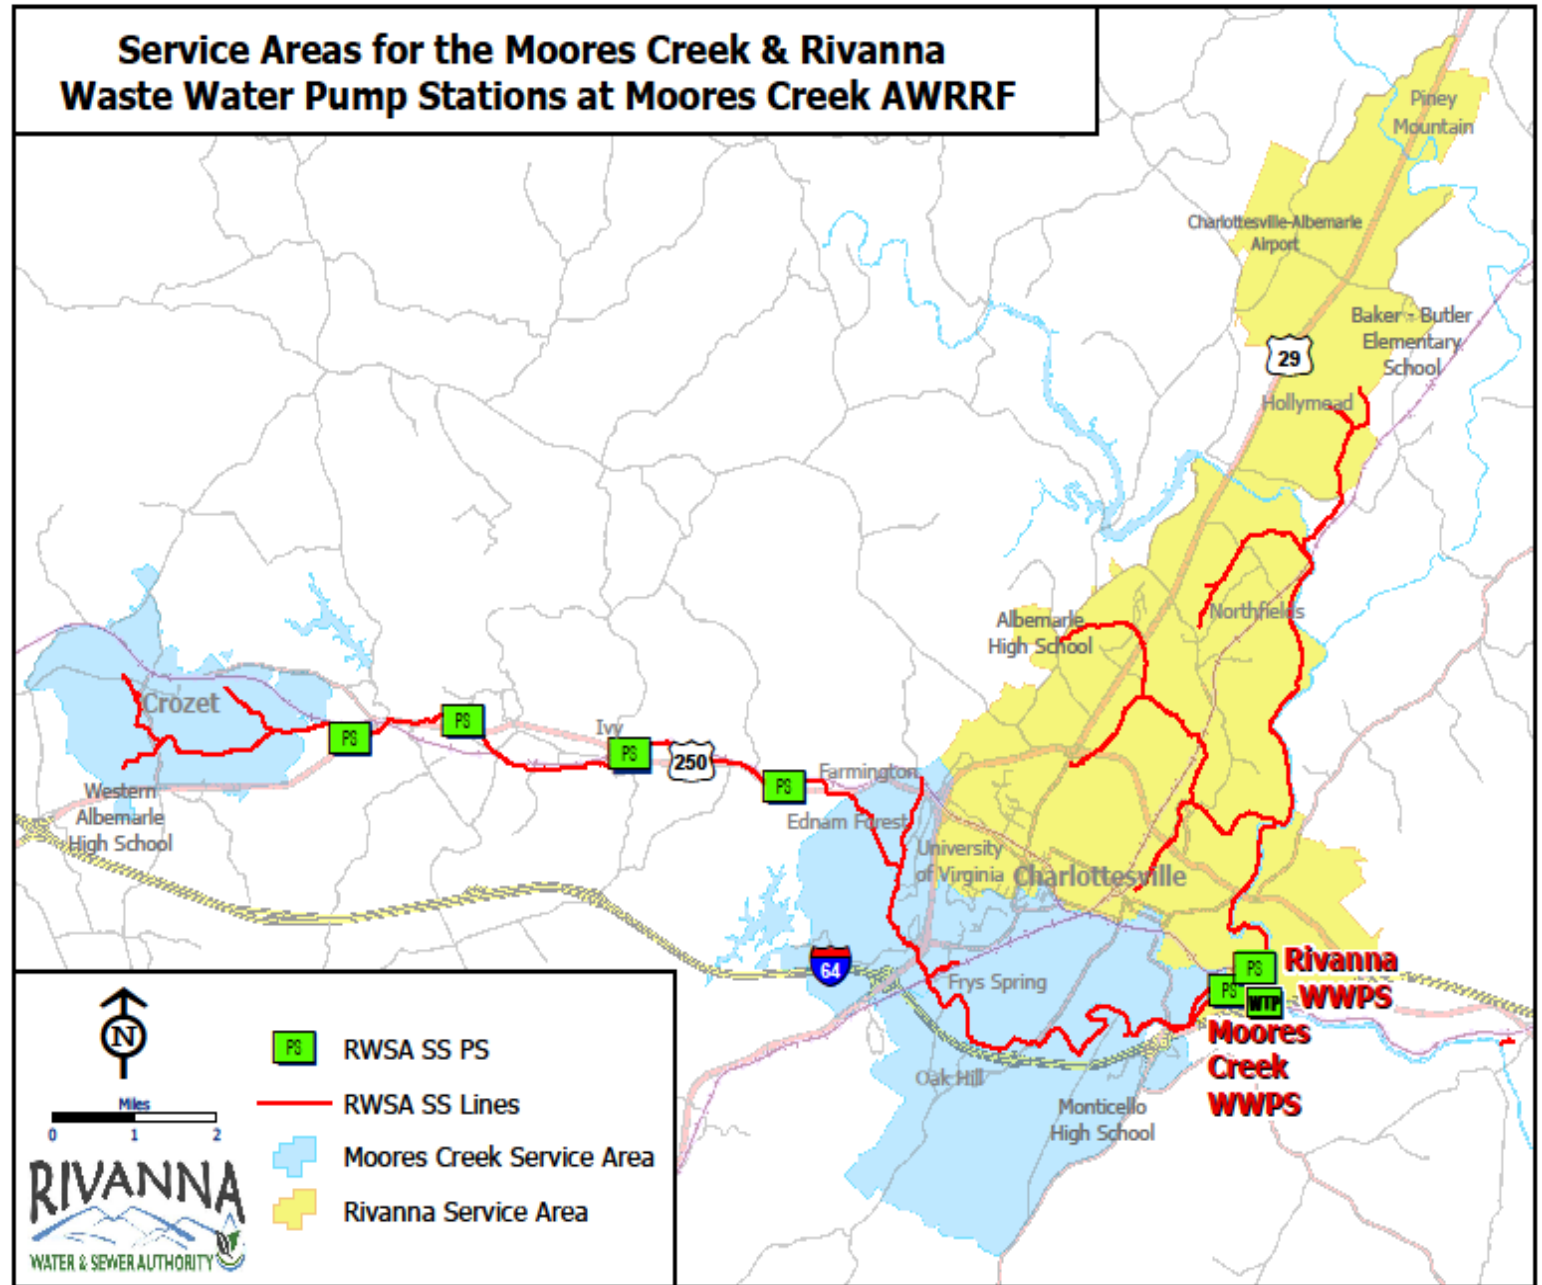 Service Areas for the Moores Creek & Rivanna
Waste Water Pump Stations at Moores Creek AWRRF
Piney
Mountain
Charlottesville-Albemarle
Airport
Baker - Butler
Elementary
School
29
Hollymead
Northfields
Albemarle
High School
Crozet
PS
PS
Ivy
PS
250
PS
Farmington
Ednam Forest
Western
Albemarle
High School
University
of Virginia
Charlottesville
64
Frys Spring
PS
Rivanna
WWPS
PS
WTP
Moores
Creek
WWPS
Oak Hill
Monticello
High School
N
Miles
0 1 2
PS RWSA SS PS
RWSA SS Lines
Moores Creek Service Area
Rivanna Service Area
RIVANNA
WATER & SEWER AUTHORITY